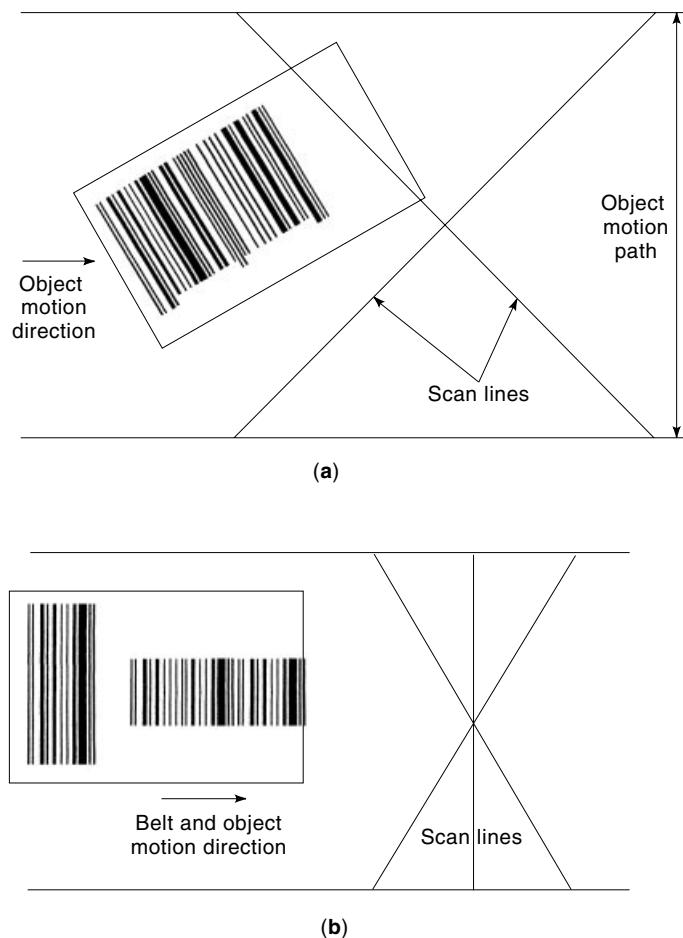 Object
motion
path
Object
motion
direction
Scan lines
(a)
Belt and object
motion direction
Scan lines
(b)